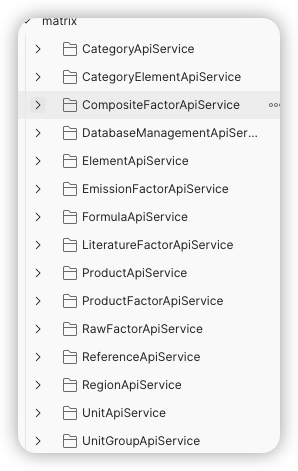 matrix
CategoryApiService
CategoryElementApiService
CompositeFactorApiService
DatabaseManagementApiSer...
ElementApiService
EmissionFactorApiService
FormulaApiService
LiteratureFactorApiService
ProductApiService
ProductFactorApiService
RawFactorApiService
ReferenceApiService
RegionApiService
UnitApiService
UnitGroupApiService